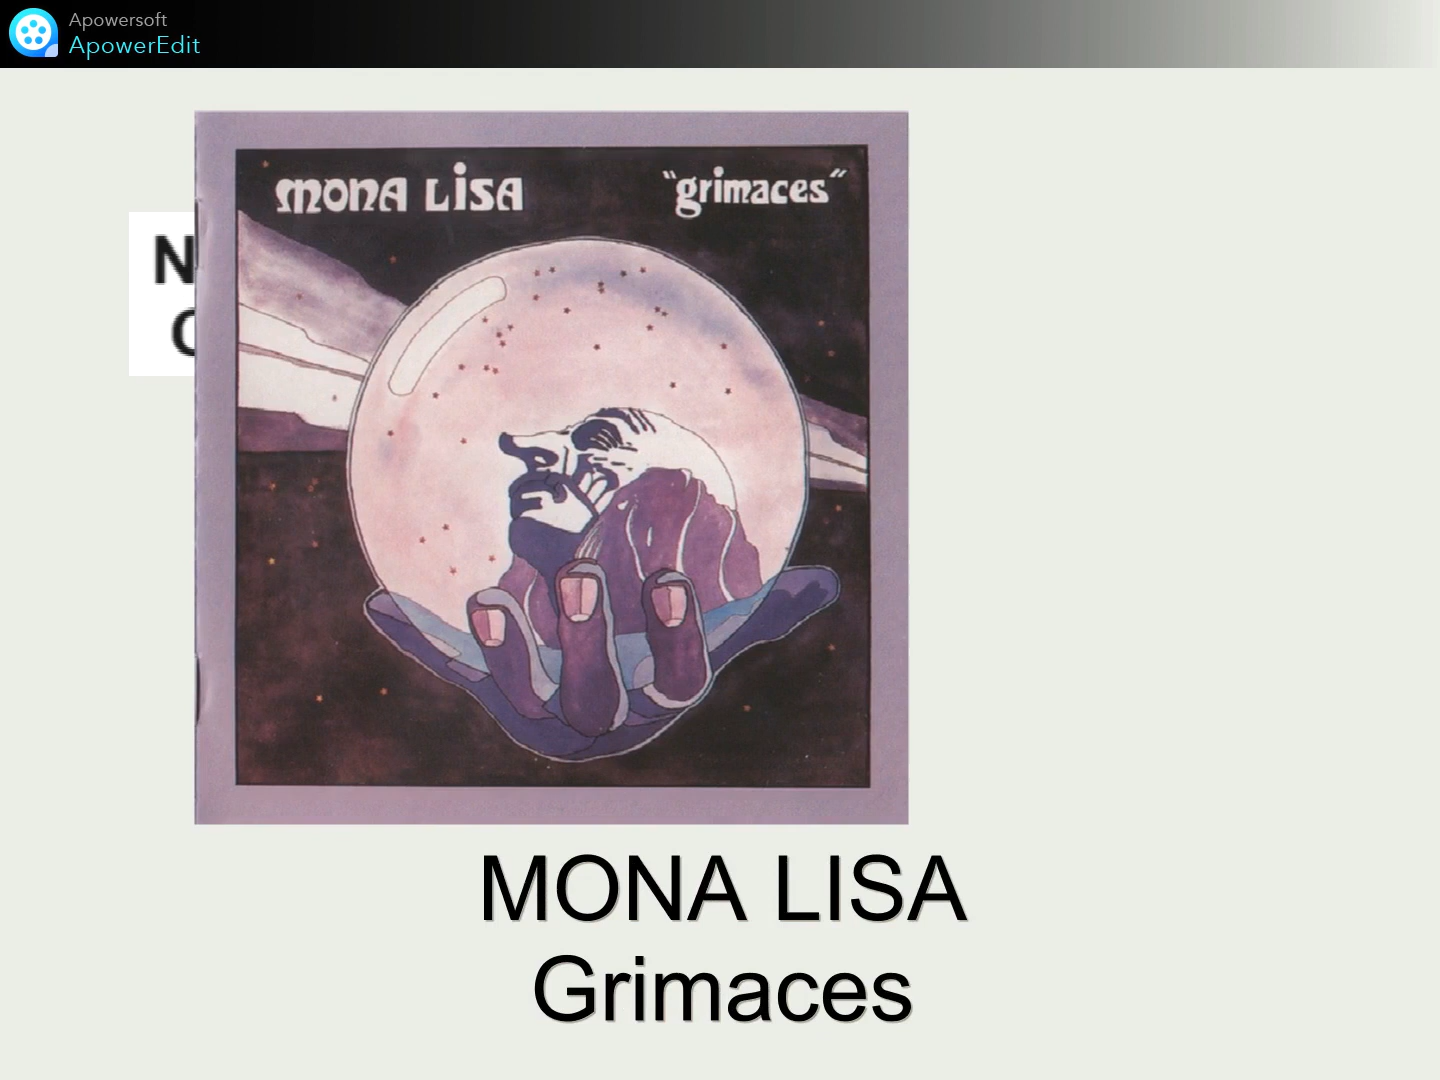 Apowersoft
ApowerEdit
mona Lisa
"grimaces"
N
MONA LISA
Grimaces